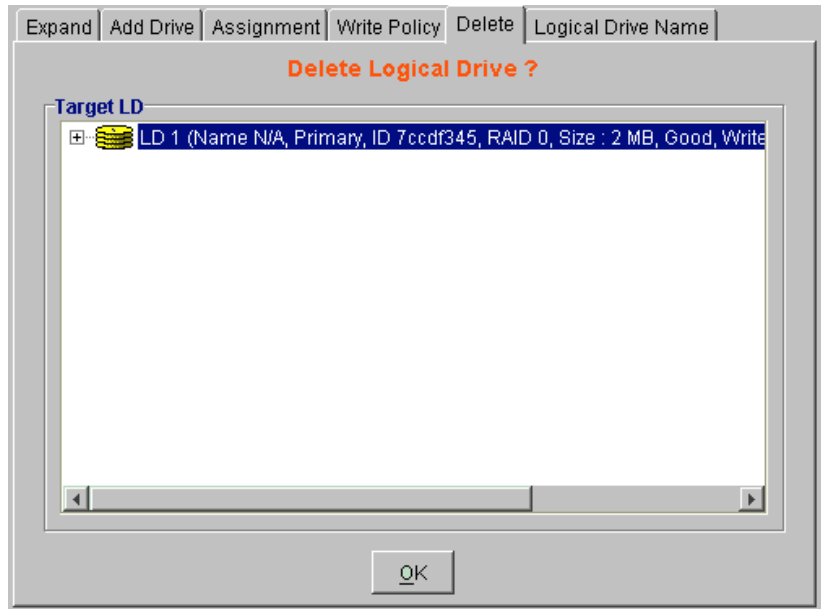 Expand Add Drive Assignment Write Policy Delete Logical Drive Name
Delete Logical Drive ?
Target LD
LD 1 (Name N/A, Primary, ID 7ccdf345, RAID 0, Size : 2 MB, Good, Write
OK